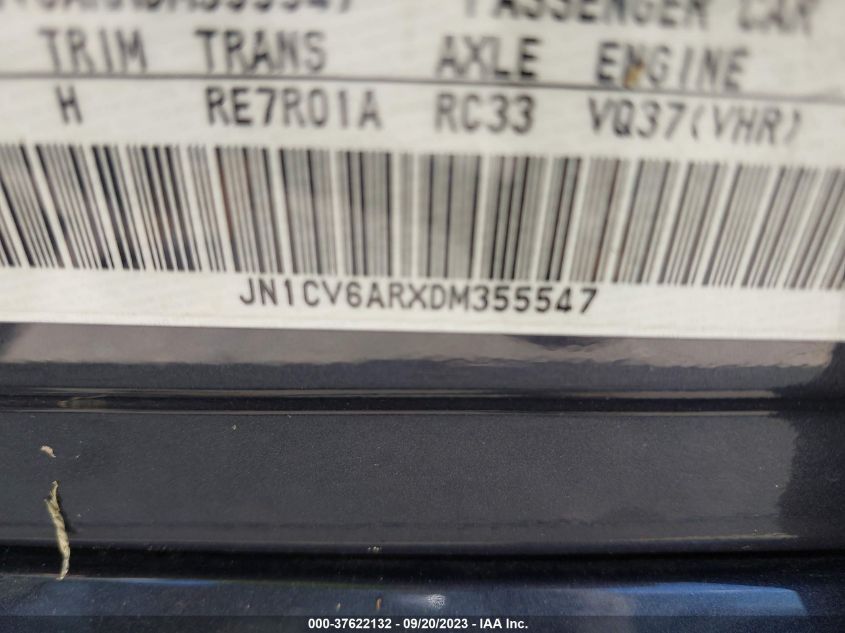 PASSENGER CAR
TRIM TRANS AXLE ENGINE
H RE7R01A RC33 VQ37(VHR)
JN1CV6ARXDM355547
000-37622132 - 09/20/2023 - IAA Inc.